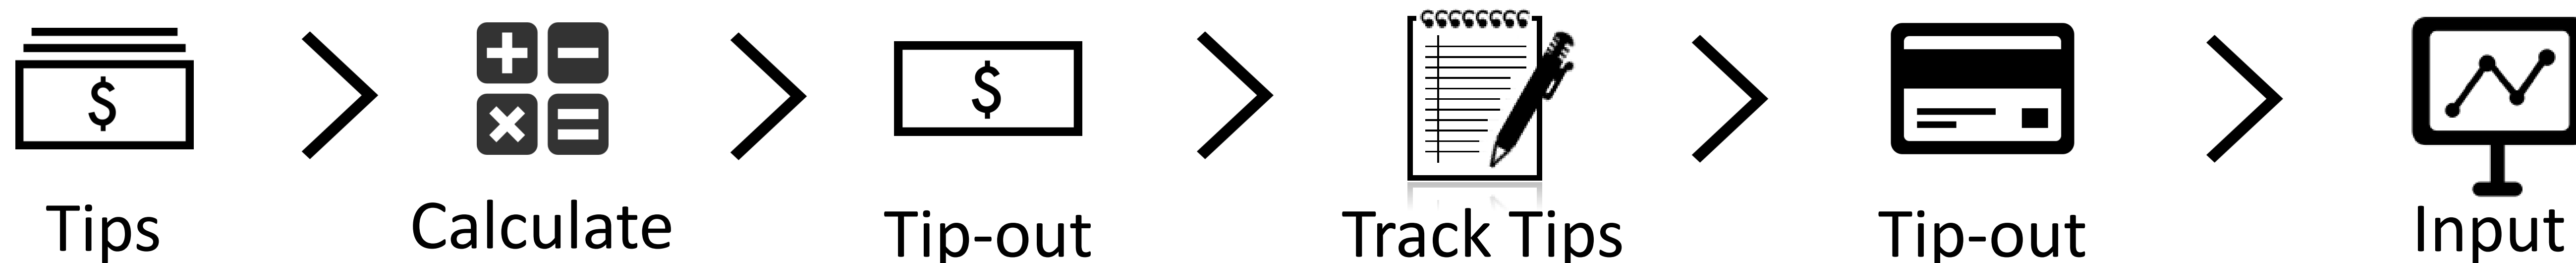 $
$
Tips
Calculate
Tip-out
Track Tips
Tip-out
Input